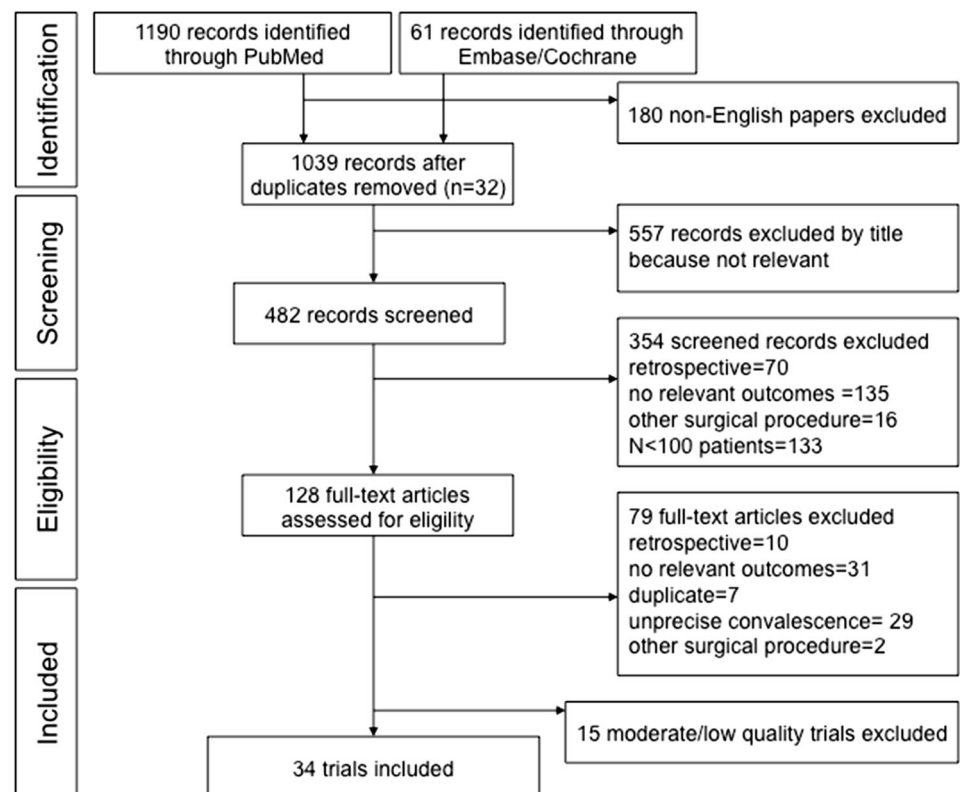 Identification
1190 records identified
through PubMed
61 records identified through
Embase/Cochrane
180 non-English papers excluded
1039 records after
duplicates removed (n=32)
Screening
557 records excluded by title
because not relevant
482 records screened
354 screened records excluded
retrospective=70
no relevant outcomes =135
other surgical procedure=16
N<100 patients=133
Eligibility
128 full-text articles
assessed for eligility
79 full-text articles excluded
retrospective=10
no relevant outcomes=31
duplicate=7
unprecise convalescence= 29
other surgical procedure=2
Included
15 moderate/low quality trials excluded
34 trials included